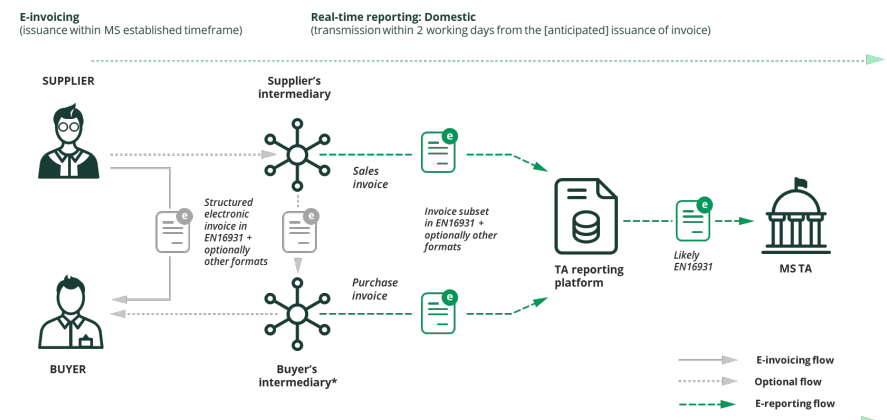 E-invoicing
(issuance within MS established timeframe)
Real-time reporting: Domestic
(transmission within 2 working days from the [anticipated] issuance of invoice)
SUPPLIER
Supplier's
intermediary
e
Sales
invoice
Structured
electronic
invoice in
EN16931 +
optionally
other formats
e
e
Invoice subset
in EN16931 +
optionally other
formats
e
Likely
EN16931
TA reporting
platform
MS TA
Purchase
invoice
e
BUYER
Buyer's
intermediary*
E-invoicing flow
Optional flow
E-reporting flow